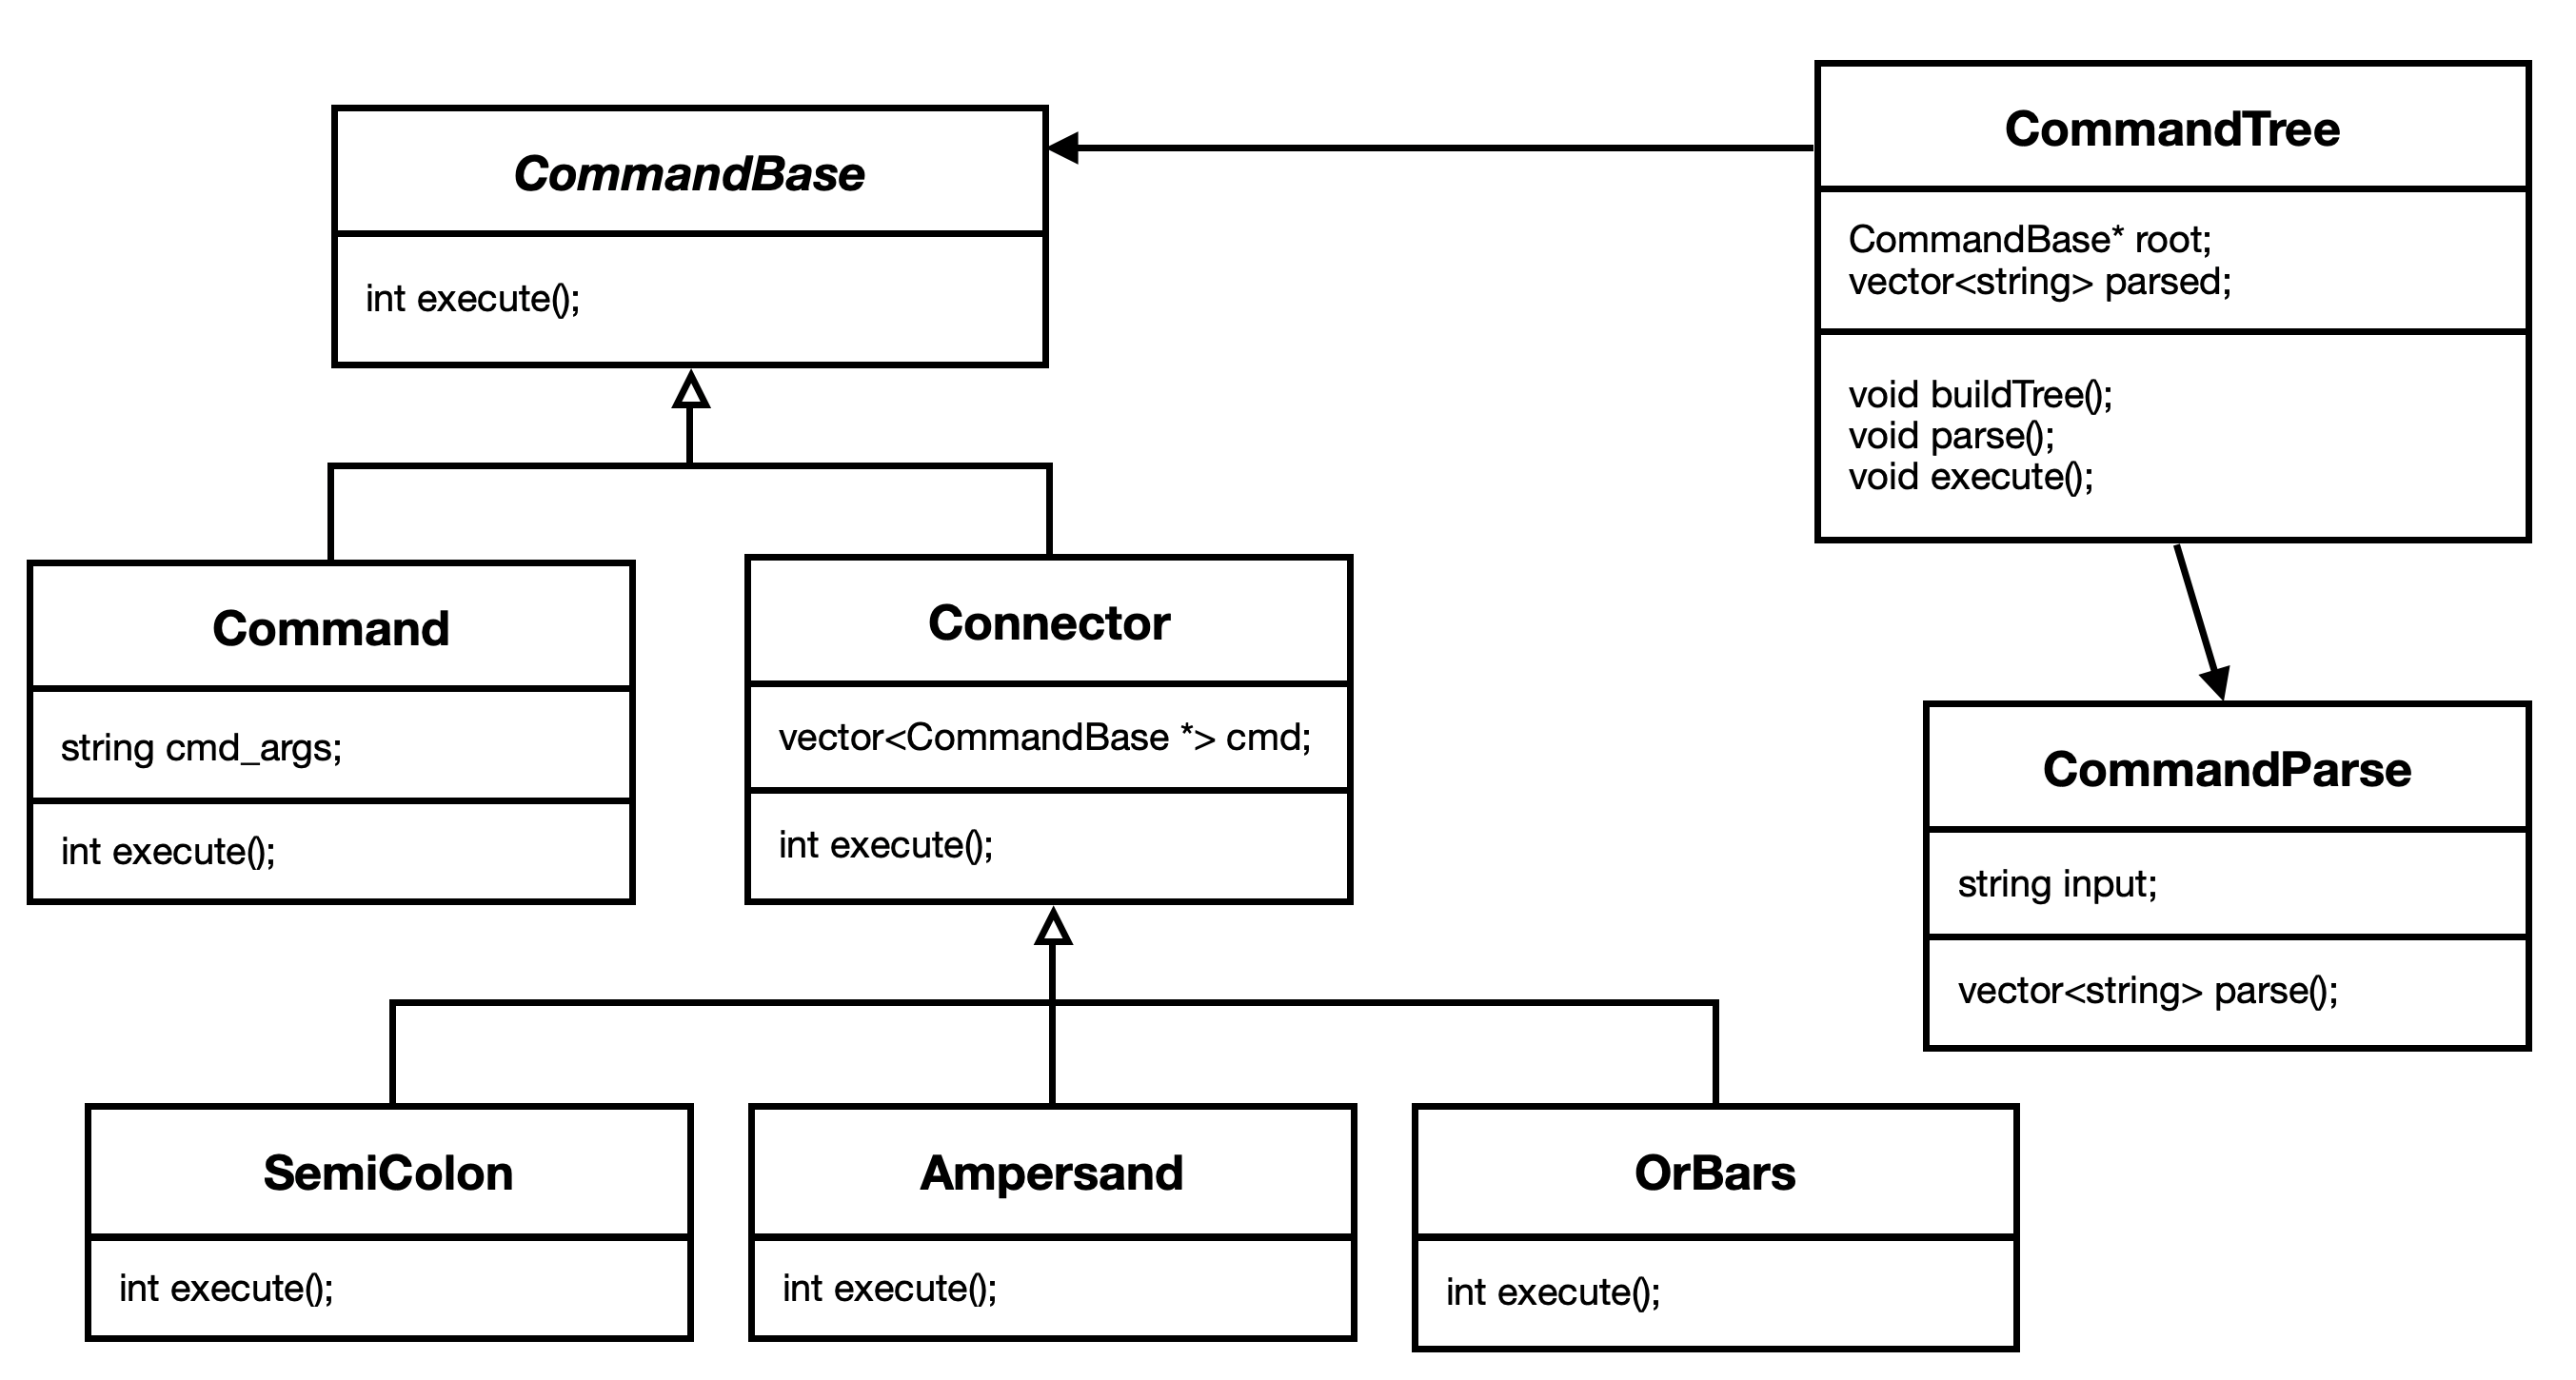 CommandBase
int execute();
CommandTree
CommandBase* root;
vector<string> parsed;
void buildTree();
void parse();
void execute();
Command
string cmd_args;
int execute();
Connector
vector<CommandBase *> cmd;
int execute();
CommandParse
string input;
vector<string> parse();
SemiColon
int execute();
Ampersand
int execute();
OrBars
int execute();